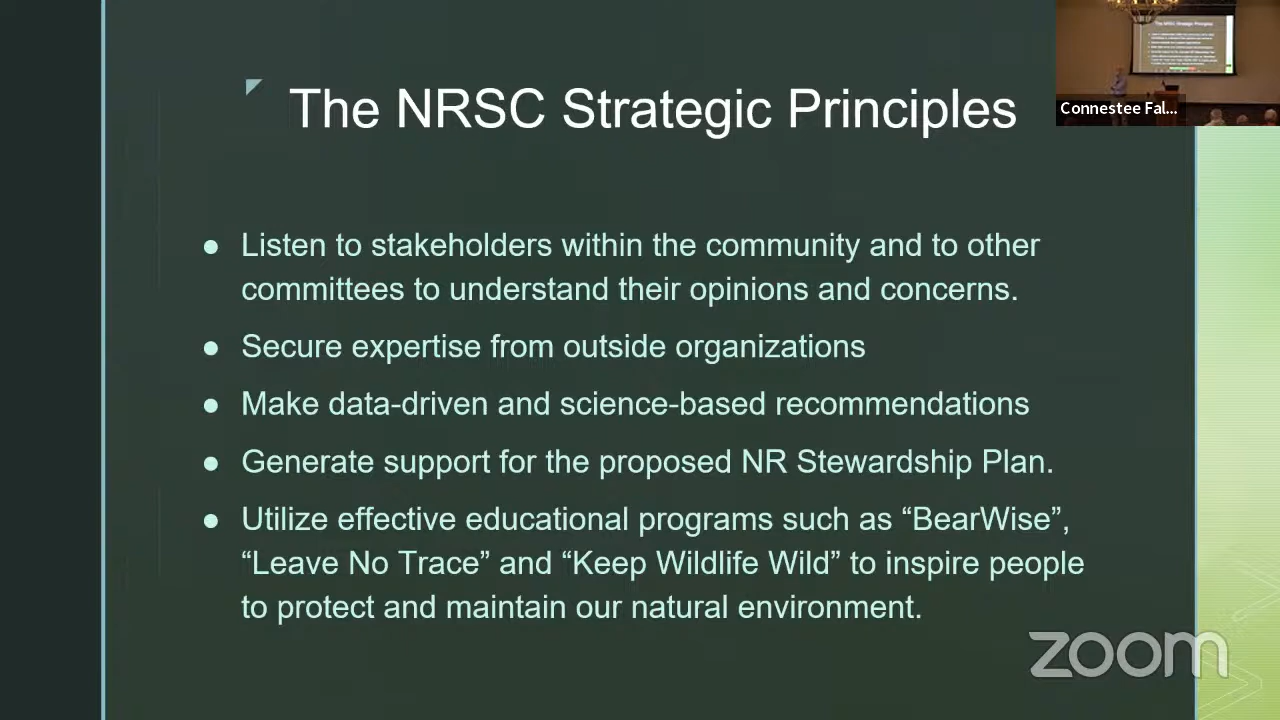 The NRSC Strategic Principles
Connestee Fal...
● Listen to stakeholders within the community and to other
committees to understand their opinions and concerns.
● Secure expertise from outside organizations
● Make data-driven and science-based recommendations
● Generate support for the proposed NR Stewardship Plan.
● Utilize effective educational programs such as “BearWise”,
“Leave No Trace” and “Keep Wildlife Wild” to inspire people
to protect and maintain our natural environment.
zoom